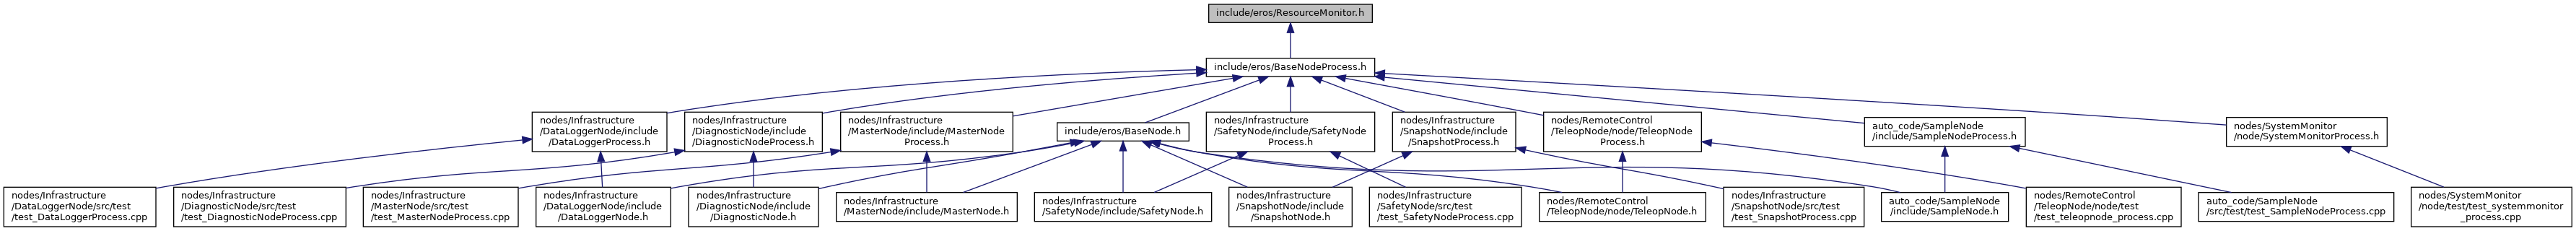 include/eros/ResourceMonitor.h
include/eros/BaseNodeProcess.h
nodes/Infrastructure
/DataLoggerNode/include
/DataLoggerProcess.h
nodes/Infrastructure
/DiagnosticNode/include
/DiagnosticNodeProcess.h
nodes/Infrastructure
/MasterNode/include/MasterNode
Process.h
include/eros/BaseNode.h
nodes/Infrastructure
/SafetyNode/include/SafetyNode
Process.h
nodes/Infrastructure
/SnapshotNode/include
/SnapshotProcess.h
nodes/RemoteControl
/TeleopNode/node/TeleopNode
Process.h
auto_code/SampleNode
/include/SampleNodeProcess.h
nodes/SystemMonitor
/node/SystemMonitorProcess.h
nodes/Infrastructure
/DataLoggerNode/src/test
/test_DataLoggerProcess.cpp
nodes/Infrastructure
/DiagnosticNode/src/test
/test_DiagnosticNodeProcess.cpp
nodes/Infrastructure
/MasterNode/src/test
/test_MasterNodeProcess.cpp
nodes/Infrastructure
/DataLoggerNode/include
/DataLoggerNode.h
nodes/Infrastructure
/DiagnosticNode/include
/DiagnosticNode.h
nodes/Infrastructure
/MasterNode/include/MasterNode.h
nodes/Infrastructure
/SafetyNode/include/SafetyNode.h
nodes/Infrastructure
/SnapshotNode/include
/SnapshotNode.h
nodes/Infrastructure
/SafetyNode/src/test
/test_SafetyNodeProcess.cpp
nodes/RemoteControl
/TeleopNode/node/TeleopNode.h
nodes/Infrastructure
/SnapshotNode/src/test
/test_SnapshotProcess.cpp
auto_code/SampleNode
/include/SampleNode.h
nodes/RemoteControl
/TeleopNode/node/test
/test_teleopnode_process.cpp
auto_code/SampleNode
/src/test/test_SampleNodeProcess.cpp
nodes/SystemMonitor
/node/test/test_systemmonitor
_process.cpp